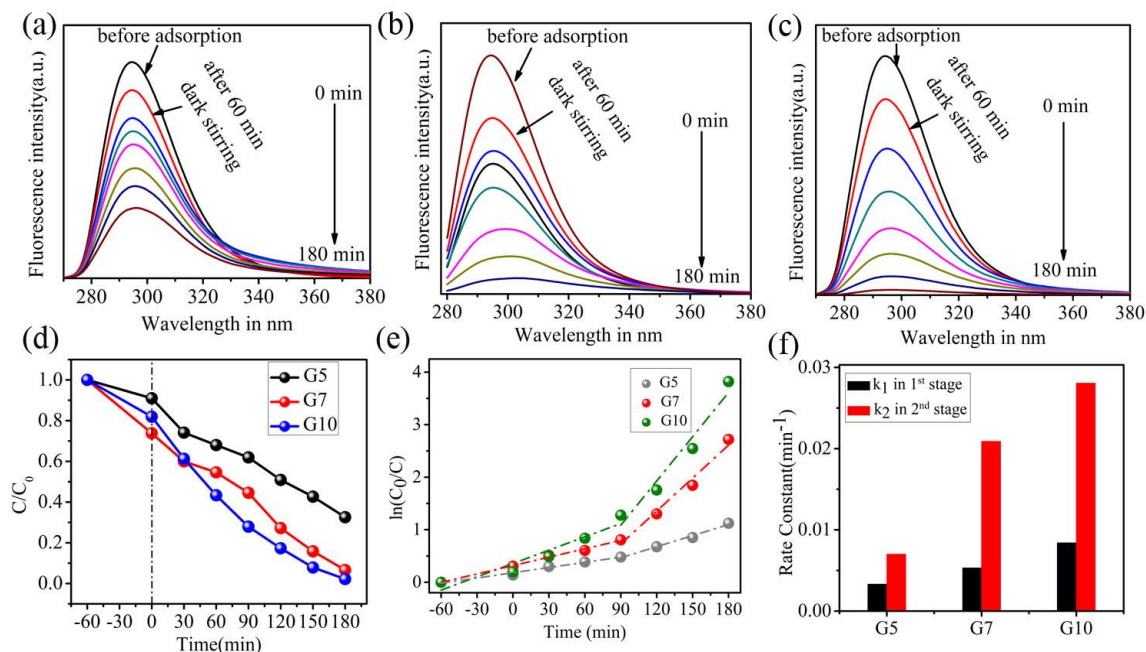 (a)
before adsorption
after 60 min
dark stirring
0 min
180 min
Fluorescence intensity(a.u.)
270 280 300 320 340 360 380
Wavelength in nm
(b)
before adsorption
after 60 min
dark stirring
0 min
180 min
Fluorescence intensity(a.u.)
280 300 320 340 360 380
Wavelength in nm
(c)
before adsorption
after 60 min
dark stirring
0 min
180 min
Fluorescence intensity(a.u.)
280 300 320 340 360 380
Wavelength in nm
(d)
G5
G7
G10
C/C0
1.0
0.8
0.6
0.4
0.2
0.0
-60 -30 0 30 60 90 120 150 180
Time(min)
(e)
G5
G7
G10
ln(C0/C)
4
3
2
1
0
-60 -30 0 30 60 90 120 150 180
Time (min)
(f)
k1 in 1st stage
k2 in 2nd stage
Rate Constant(min-1)
0.03
0.02
0.01
0.00
G5 G7 G10